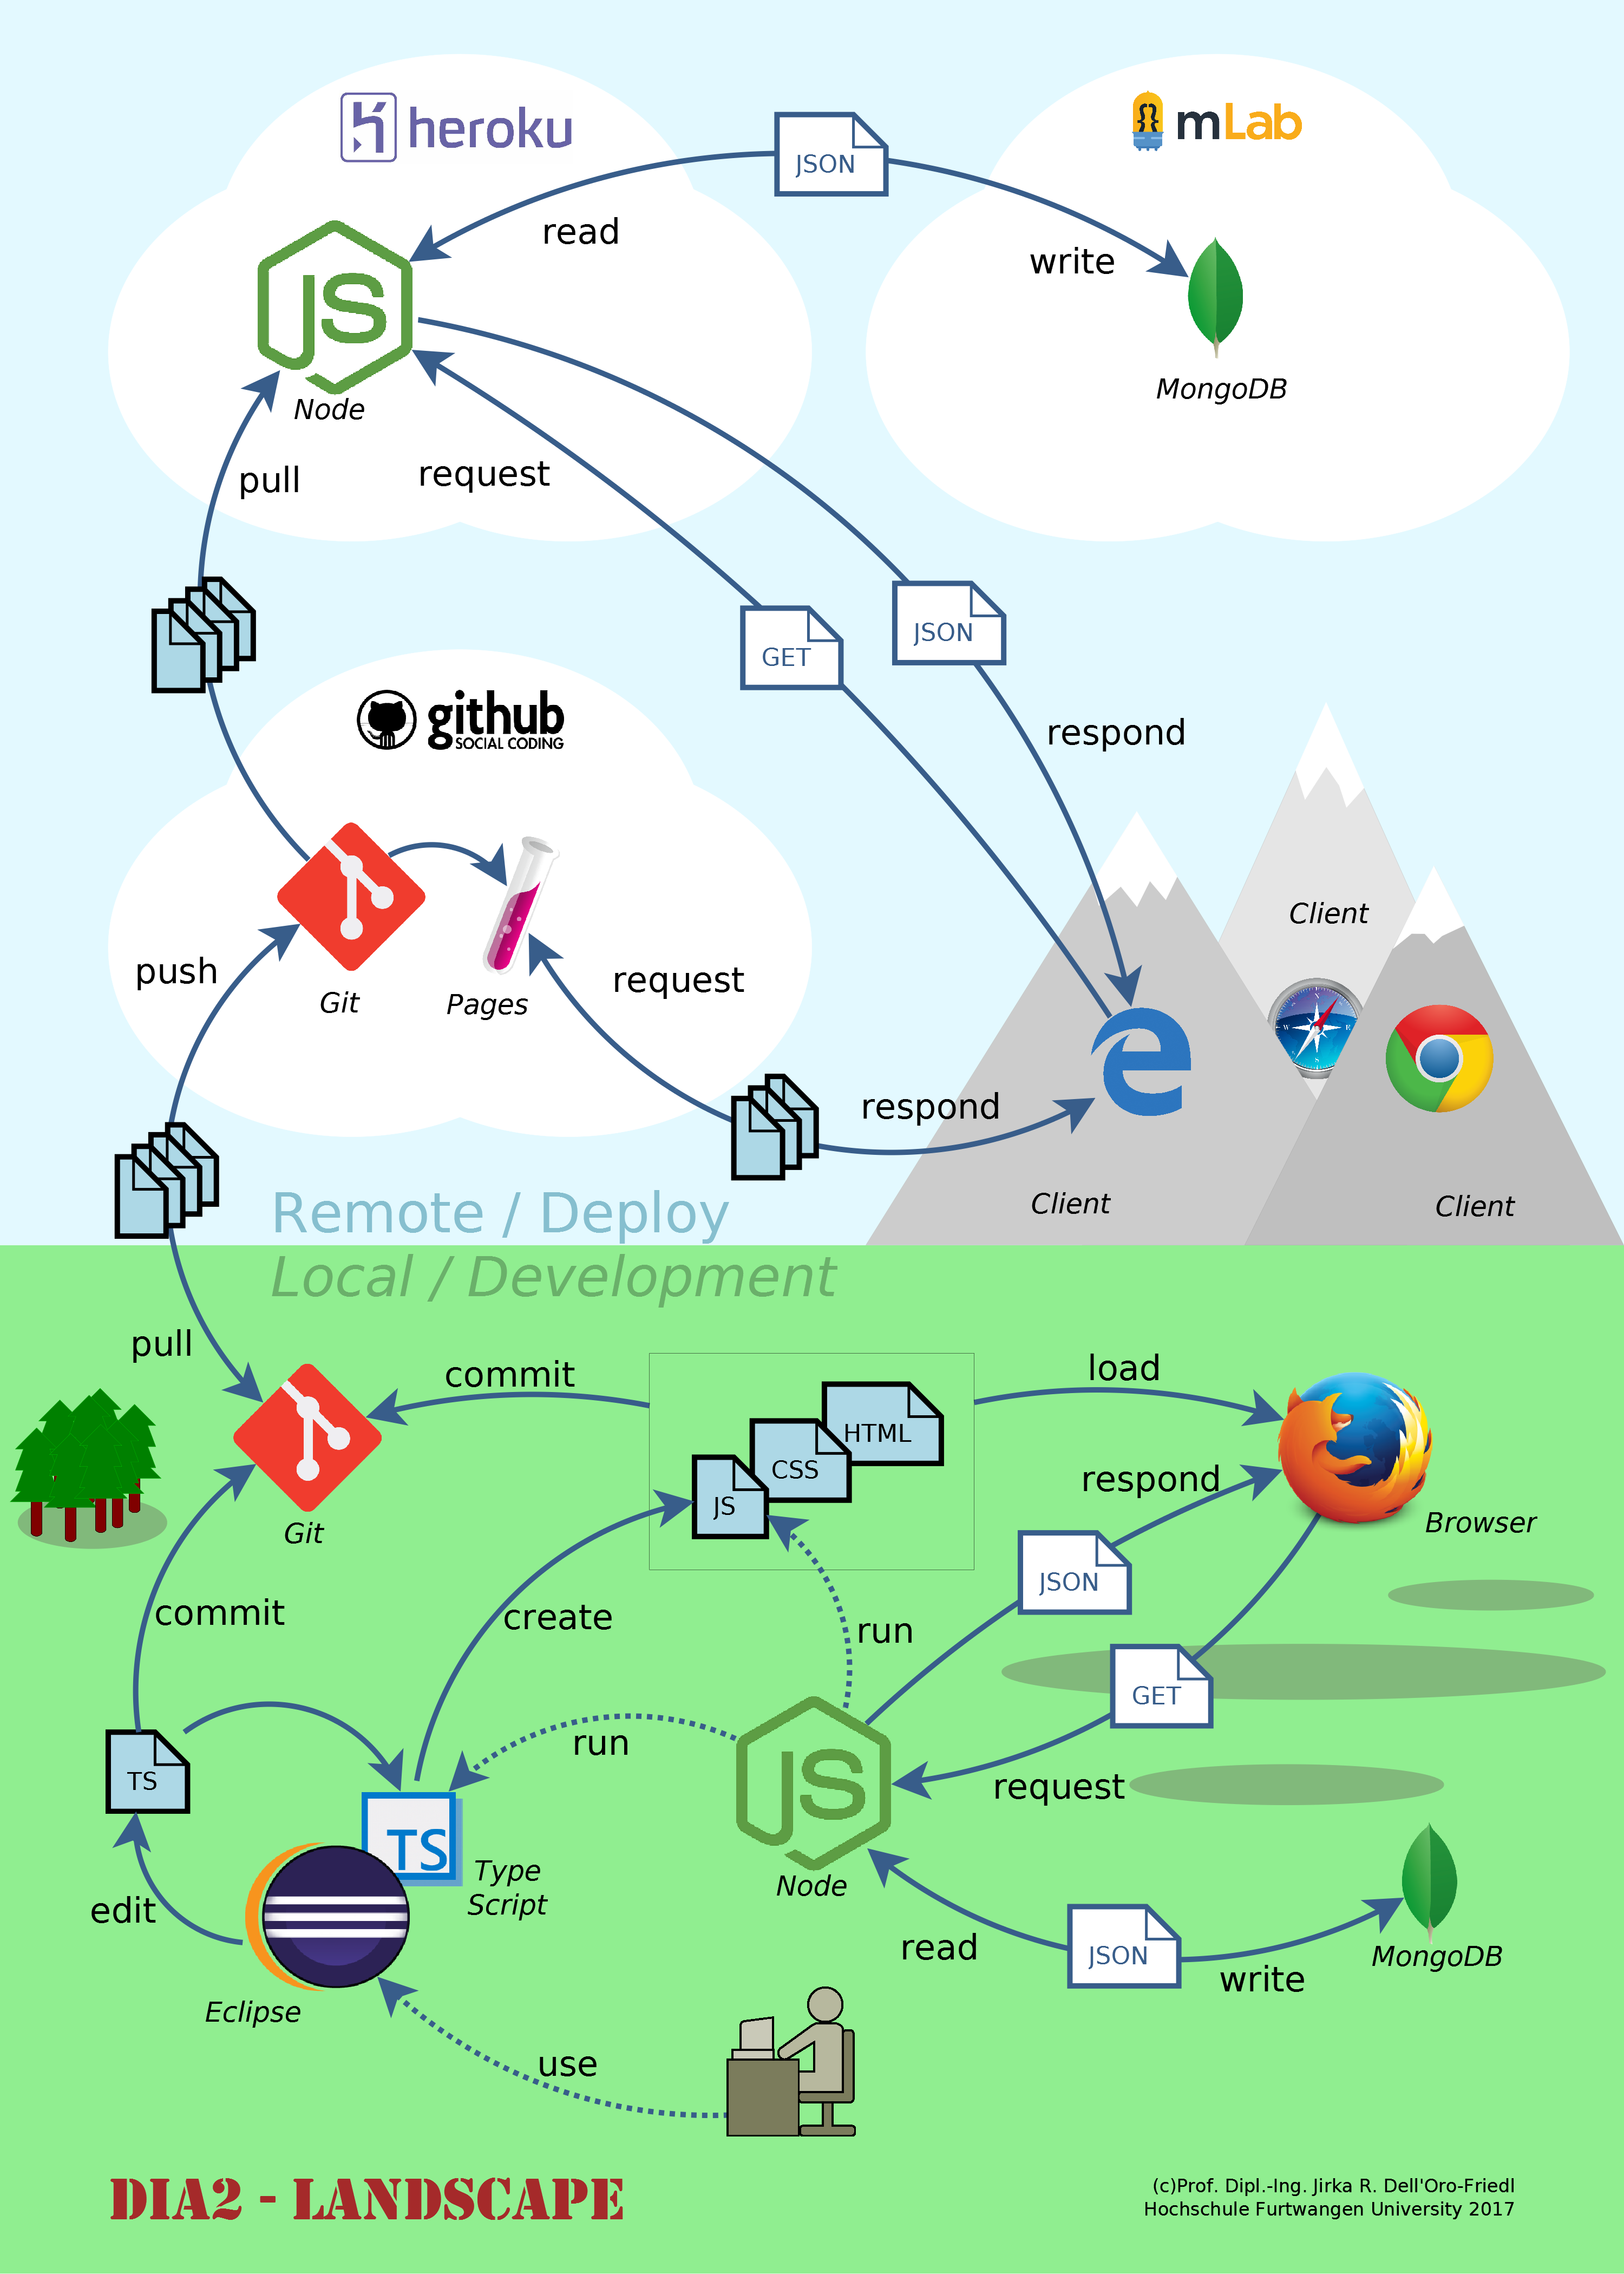 heroku
mLab
JSON
read
write
JS
MongoDB
Node
pull
request
JSON
GET
github
SOCIAL CODING
respond
Client
push
request
Git
Pages
respond
Client
Client
Remote / Deploy
Local / Development
pull
commit
load
HTML
CSS
JS
respond
Browser
Git
JSON
commit
create
run
GET
run
TS
request
JS
TS
Type
Script
Node
edit
read
JSON
write
MongoDB
Eclipse
use
DIA2 - LANDSCAPE
(c)Prof. Dipl.-Ing. Jirka R. Dell'Oro-Friedl
Hochschule Furtwangen University 2017